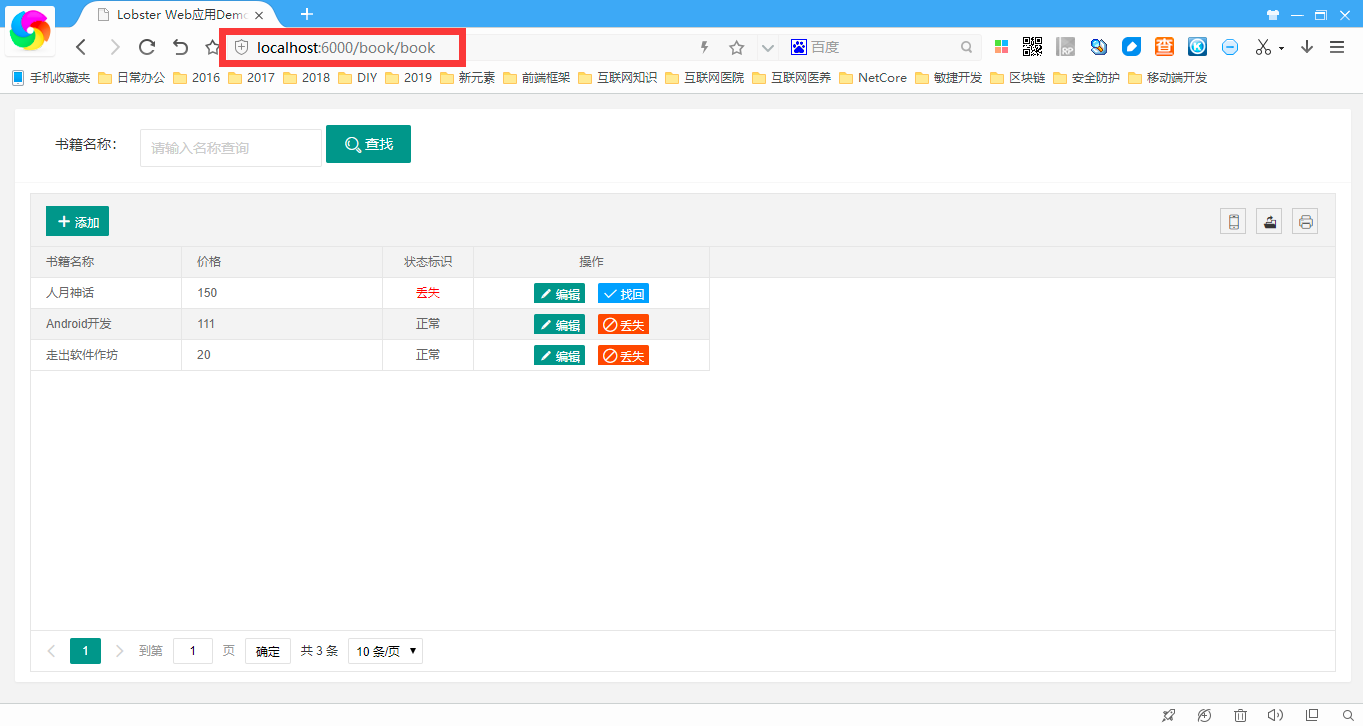 Lobster Web应用Dem
localhost:6000/book/book
百度
手机收藏夹 日常办公 2016 2017 2018 DIY 2019 新元素 前端框架 互联网知识 互联网医院 互联网医养 NetCore 敏捷开发 区块链 安全防护 移动端开发
书籍名称： 请输入名称查询 查找
添加
书籍名称 价格 状态标识 操作
人月神话 150 丢失 编辑 找回
Android开发 111 正常 编辑 丢失
走出软件作坊 20 正常 编辑 丢失
1 到第 1 页 确定 共 3 条 10 条/页